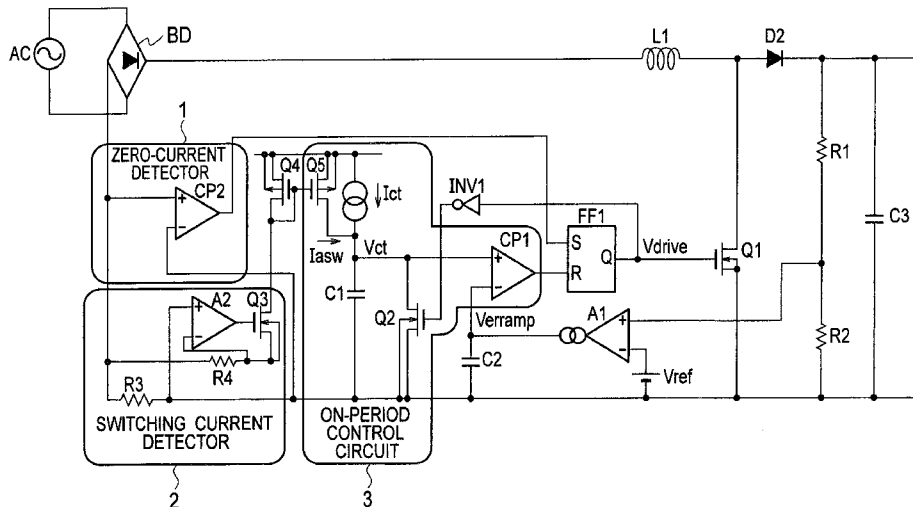 AC
BD
L1
D2
1
ZERO-CURRENT
DETECTOR
CP2
Q4
Q5
Ict
INV1
R1
FF1
CP1
S
Q
R
Vdrive
Q1
C3
Iasw
Vct
C1
A2
Q3
Q2
Verramp
A1
R2
R4
C2
Vref
R3
SWITCHING CURRENT
DETECTOR
ON-PERIOD
CONTROL
CIRCUIT
2
3